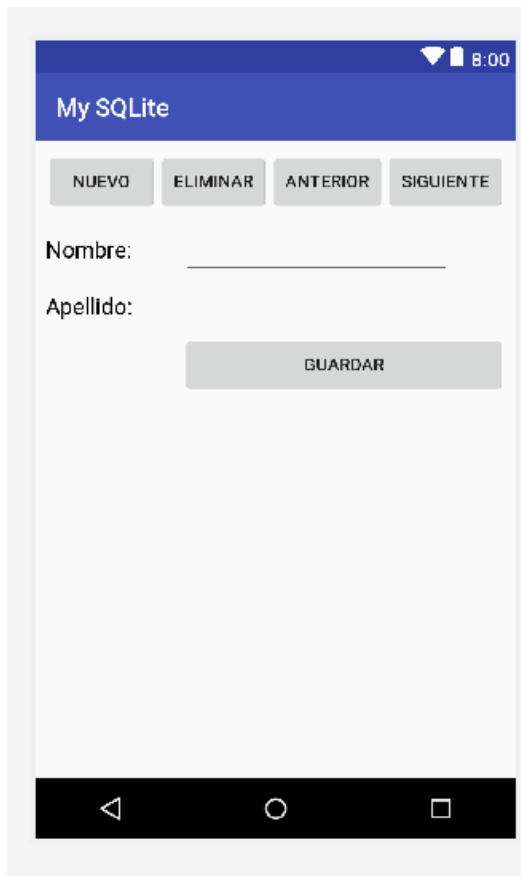 8:00
My SQLite
NUEVO ELIMINAR ANTERIOR SIGUIENTE
Nombre:
Apellido:
GUARDAR